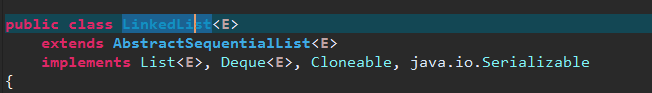 public class LinkedList<E>
extends AbstractSequentialList<E>
implements List<E>, Deque<E>, Cloneable, java.io.Serializable
{